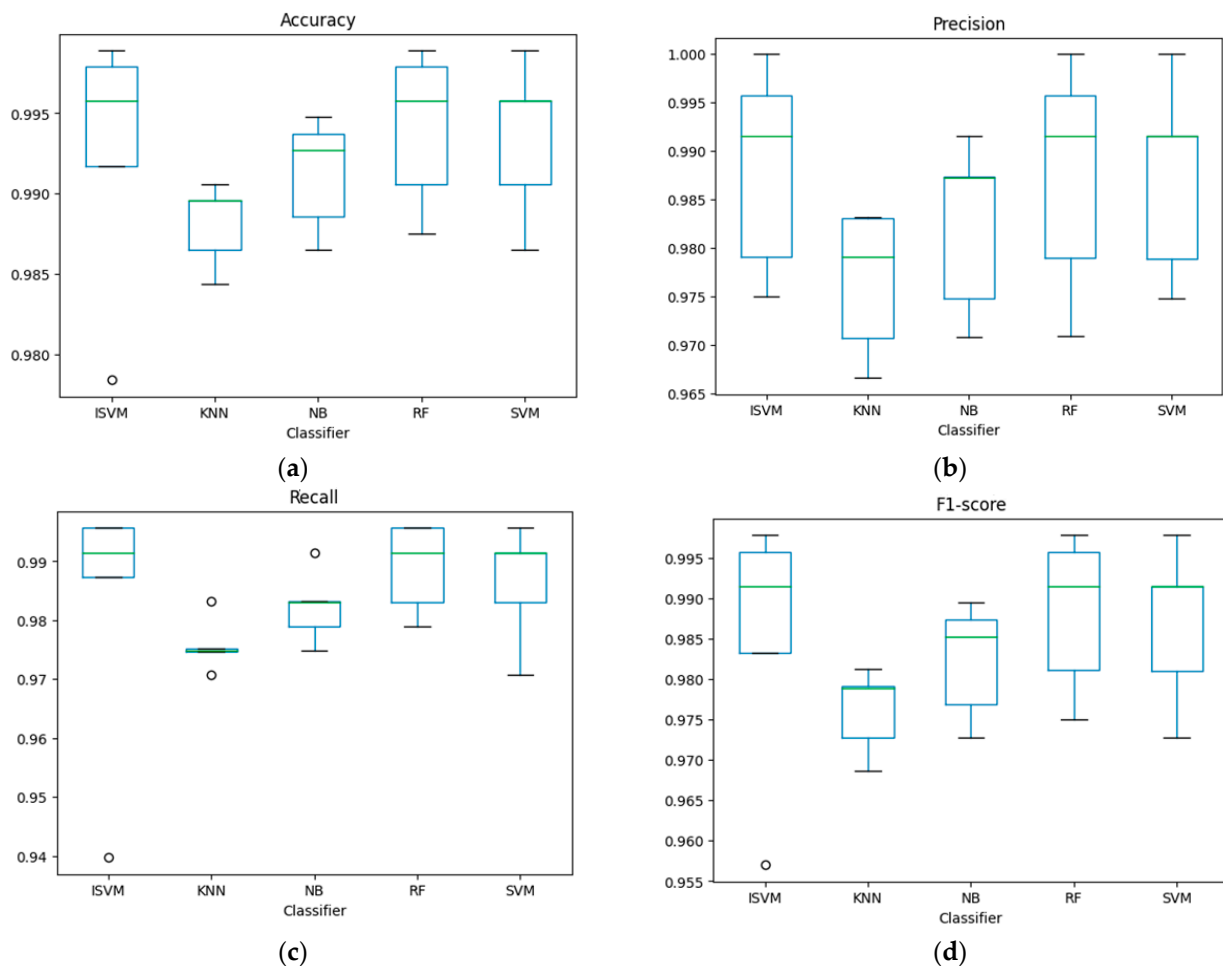 Accuracy
0.995
0.990
0.985
0.980
ISVM KNN NB RF SVM
Classifier
(a)
Precision
1.000
0.995
0.990
0.985
0.980
0.975
0.970
0.965
ISVM KNN NB RF SVM
Classifier
(b)
Recall
0.99
0.98
0.97
0.96
0.95
0.94
ISVM KNN NB RF SVM
Classifier
(c)
F1-score
0.995
0.990
0.985
0.980
0.975
0.970
0.965
0.960
0.955
ISVM KNN NB RF SVM
Classifier
(d)